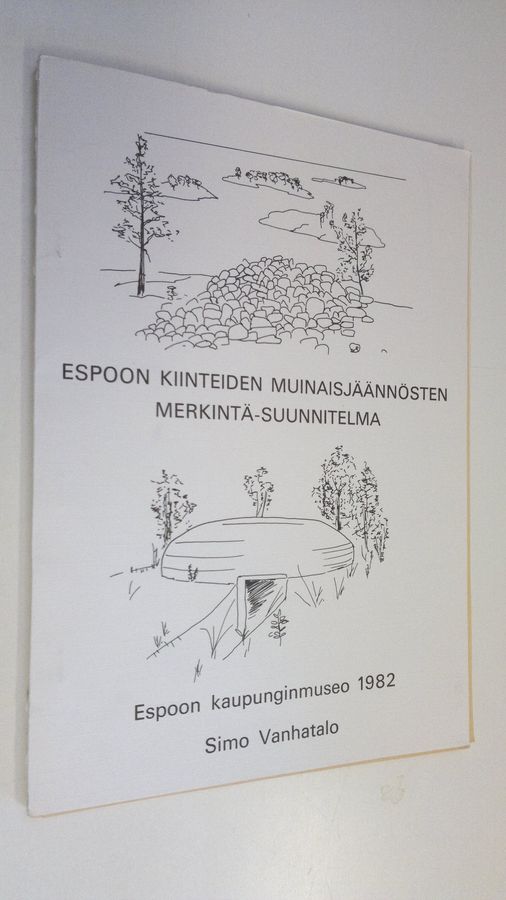 ESPOON KIINTEIDEN MUINAISJÄÄNNÖSTEN
MERKINTÄ-SUUNNITELMA
Espoon kaupunginmuseo 1982
Simo Vanhatalo